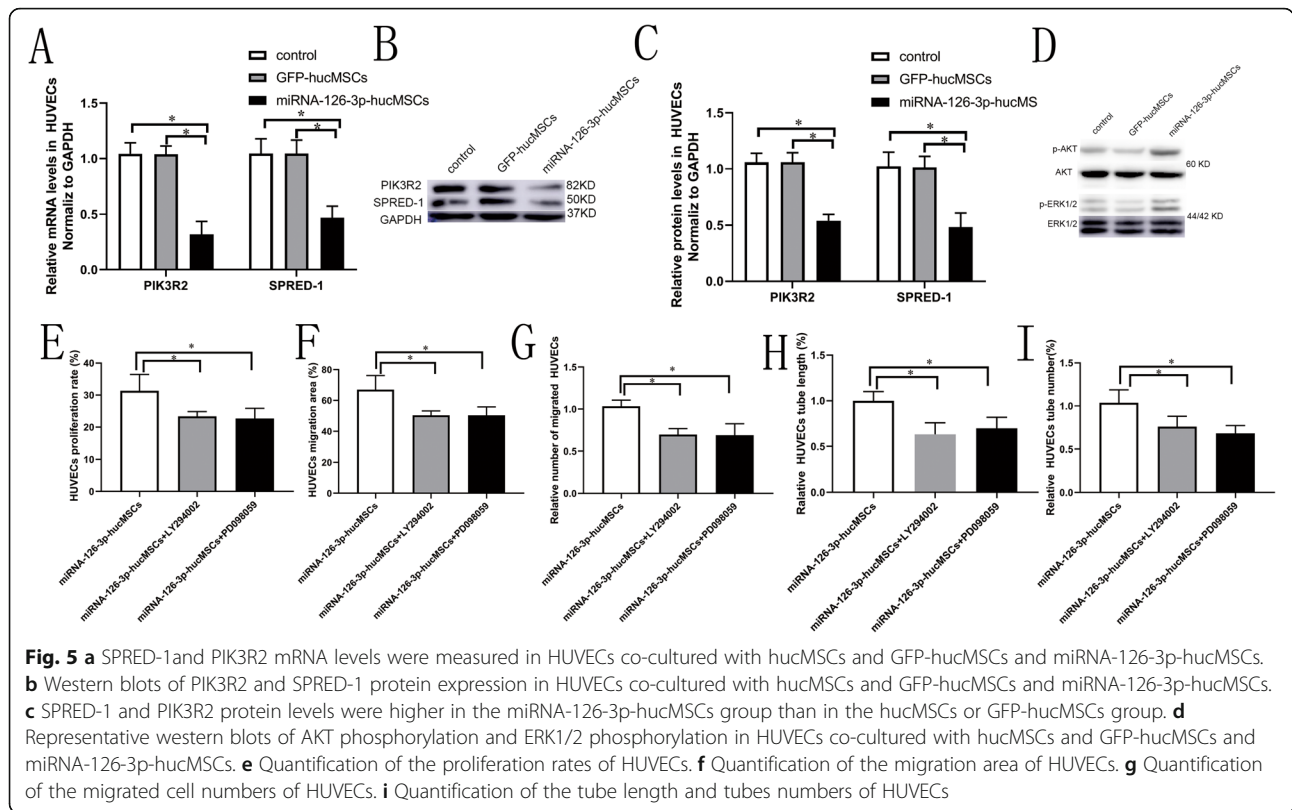 A
control
GFP-hucMSCs
miRNA-126-3p-hucMSCs
Relative mRNA levels in HUVECs
Normaliz to GAPDH
1.5
1.0
0.5
0.0
* * * *
PIK3R2 SPRED-1
B
control GFP-hucMSCs miRNA-126-3p-hucMSCs
PIK3R2 82KD
SPRED-1 50KD
GAPDH 37KD
C
control
GFP-hucMSCs
miRNA-126-3p-hucMS
Relative protein levels in HUVECs
Normaliz to GAPDH
1.5
1.0
0.5
0.0
* * * *
PIK3R2 SPRED-1
D
control GFP-hucMSCs miRNA-126-3p-hucMSCs
p-AKT
60 KD
AKT
p-ERK1/2
44/42 KD
ERK1/2
E
HUVECs proliferation rate (%)
40
30
20
10
0
* *
miRNA-126-3p-hucMSCs
miRNA-126-3p-hucMSCs+LY294002
miRNA-126-3p-hucMSCs+PD098059
F
HUVECs migration area (%)
80
60
40
20
0
* *
miRNA-126-3p-hucMSCs
miRNA-126-3p-hucMSCs+LY294002
miRNA-126-3p-hucMSCs+PD098059
G
Relative number of migrated HUVECs
1.5
1.0
0.5
0.0
* *
miRNA-126-3p-hucMSCs
miRNA-126-3p-hucMSCs+LY294002
miRNA-126-3p-hucMSCs+PD098059
H
Relative HUVECs tube length (%)
1.5
1.0
0.5
0.0
* *
miRNA-126-3p-hucMSCs
miRNA-126-3p-hucMSCs+LY294002
miRNA-126-3p-hucMSCs+PD098059
I
Relative HUVECs tube number(%)
1.5
1.0
0.5
0.0
* *
miRNA-126-3p-hucMSCs
miRNA-126-3p-hucMSCs+LY294002
miRNA-126-3p-hucMSCs+PD098059
Fig. 5 a SPRED-1and PIK3R2 mRNA levels were measured in HUVECs co-cultured with hucMSCs and GFP-hucMSCs and miRNA-126-3p-hucMSCs.
b Western blots of PIK3R2 and SPRED-1 protein expression in HUVECs co-cultured with hucMSCs and GFP-hucMSCs and miRNA-126-3p-hucMSCs.
c SPRED-1 and PIK3R2 protein levels were higher in the miRNA-126-3p-hucMSCs group than in the hucMSCs or GFP-hucMSCs group. d
Representative western blots of AKT phosphorylation and ERK1/2 phosphorylation in HUVECs co-cultured with hucMSCs and GFP-hucMSCs and
miRNA-126-3p-hucMSCs. e Quantification of the proliferation rates of HUVECs. f Quantification of the migration area of HUVECs. g Quantification
of the migrated cell numbers of HUVECs. i Quantification of the tube length and tubes numbers of HUVECs